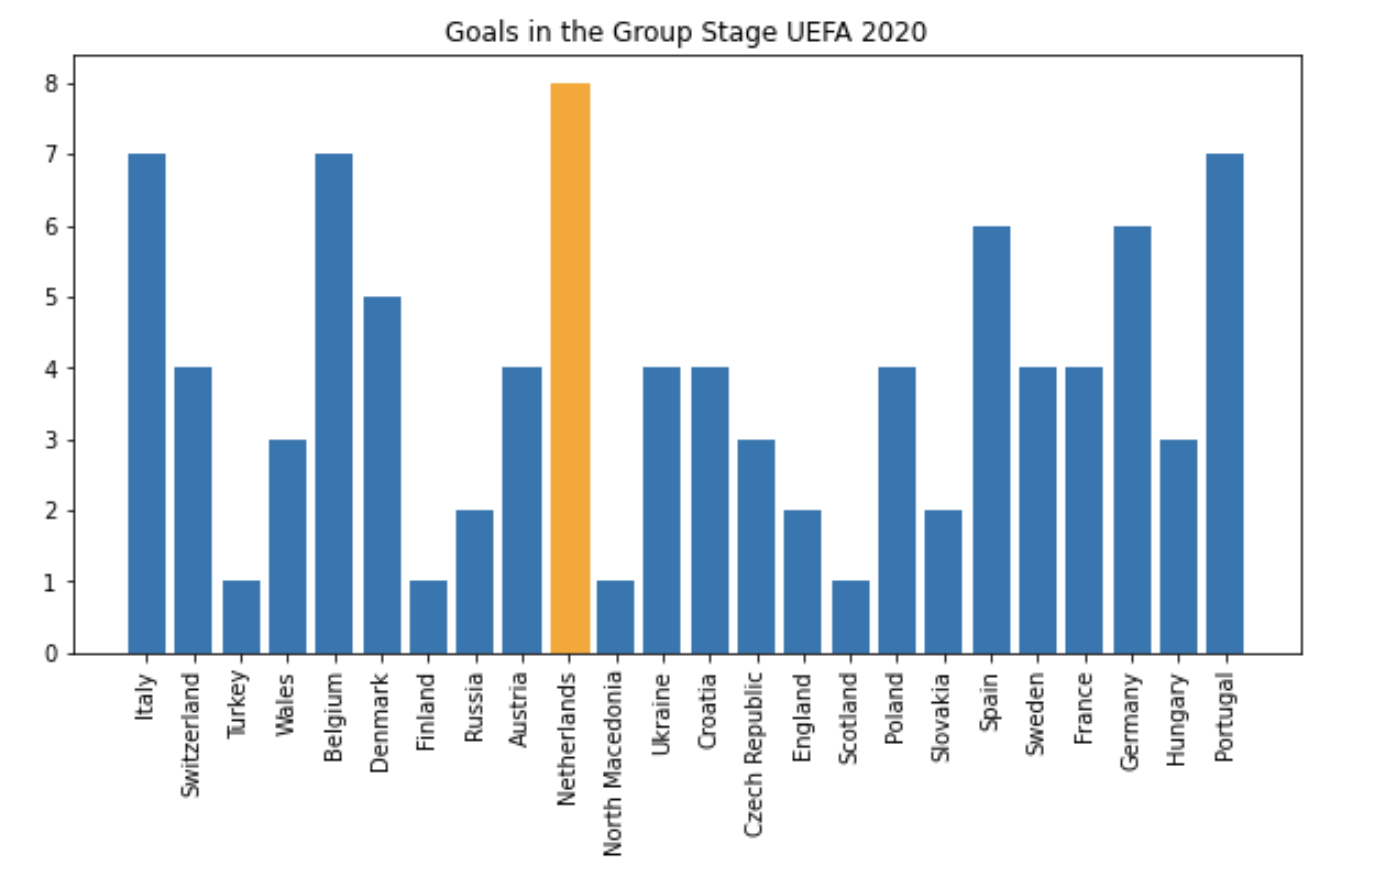 Goals in the Group Stage UEFA 2020
8
7
6
5
4
3
2
1
0
Italy
Switzerland
Turkey
Wales
Belgium
Denmark
Finland
Russia
Austria
Netherlands
North Macedonia
Ukraine
Croatia
Czech Republic
England
Scotland
Poland
Slovakia
Spain
Sweden
France
Germany
Hungary
Portugal